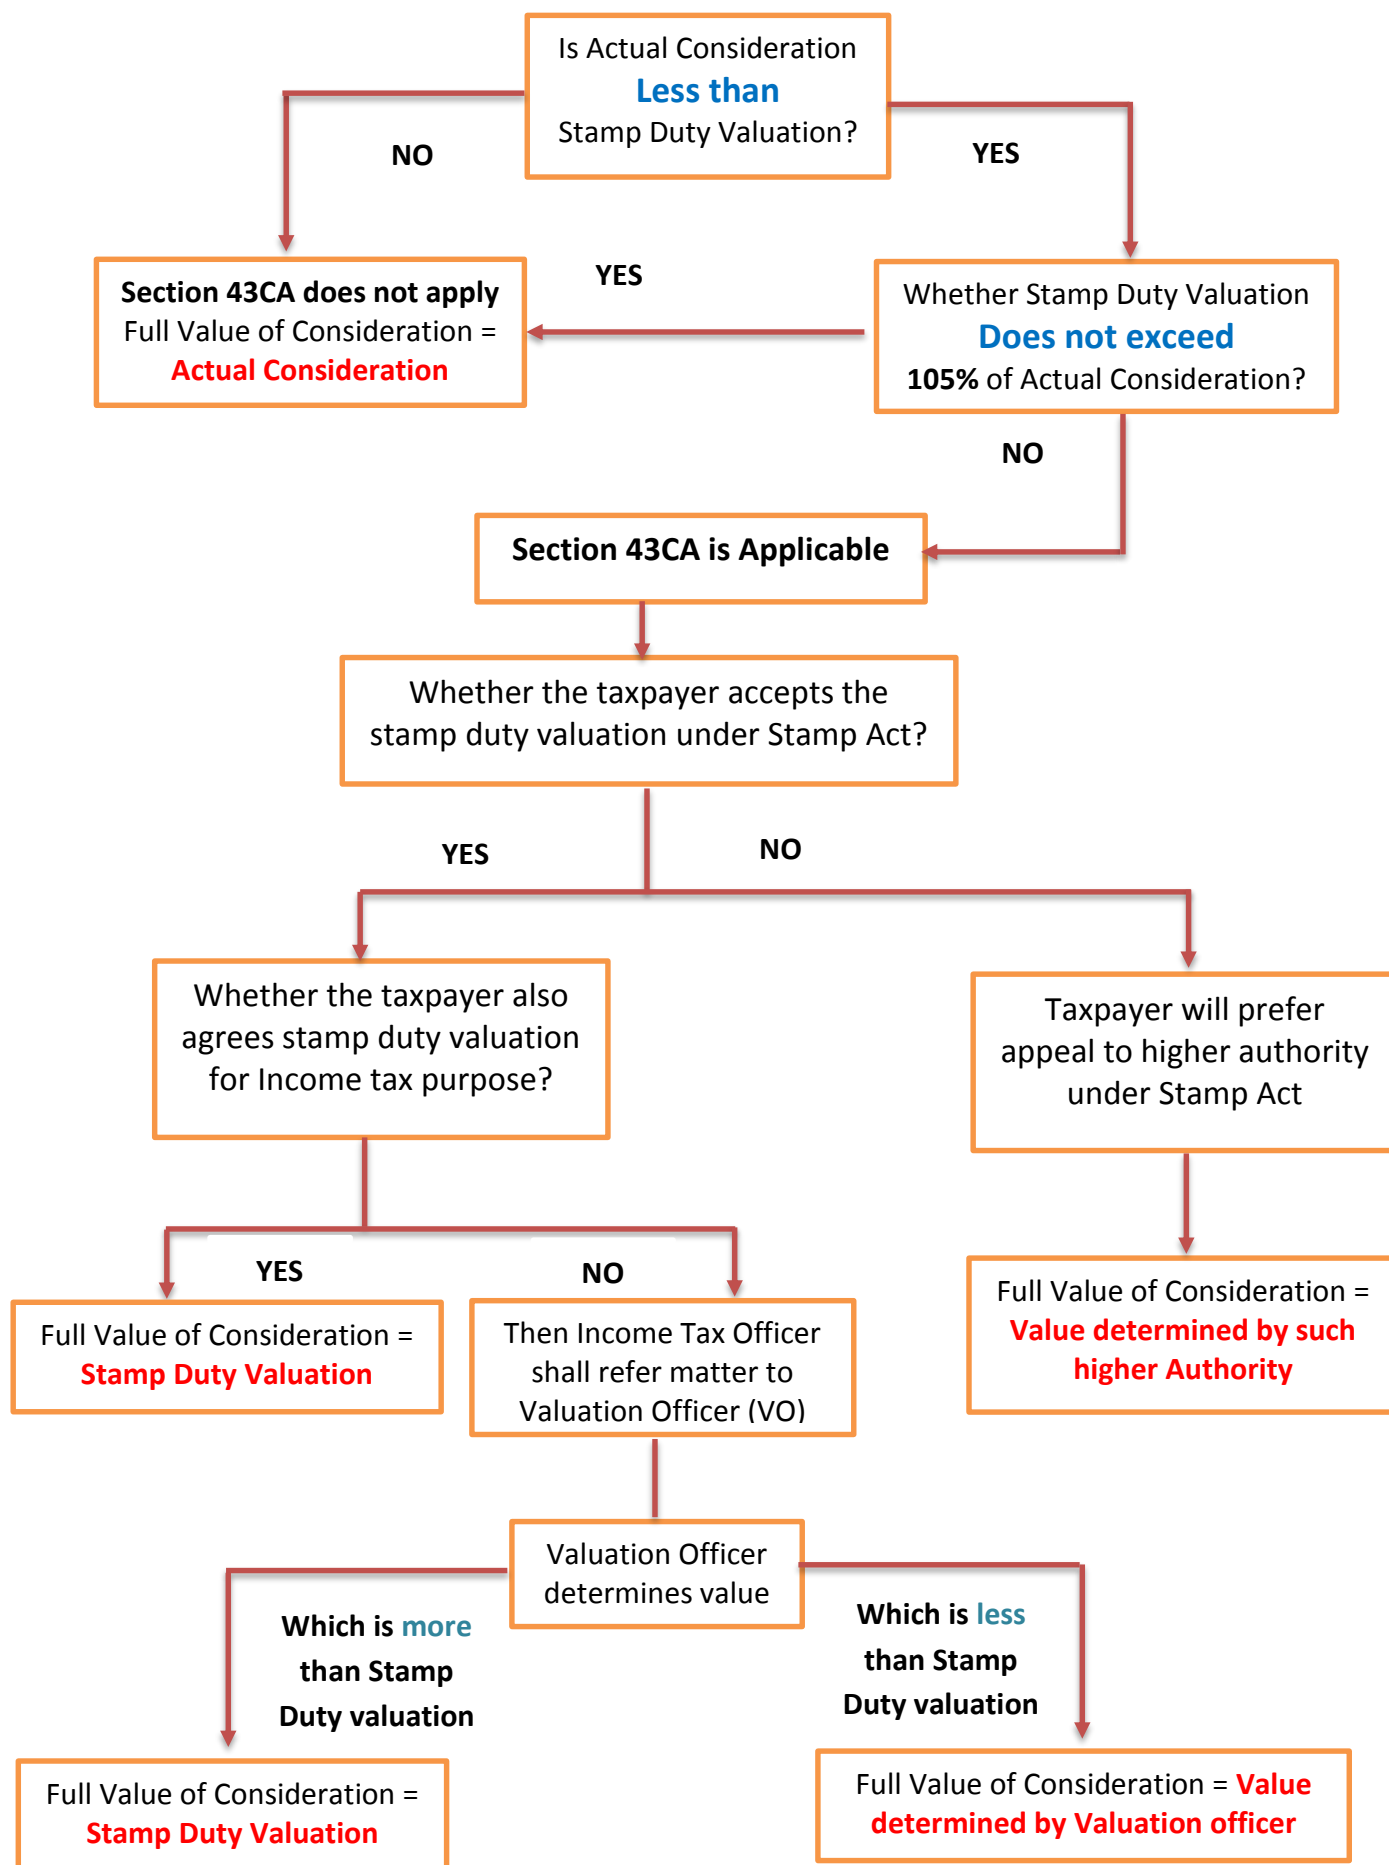 Is Actual Consideration
Less than
Stamp Duty Valuation?
NO
YES
Section 43CA does not apply
Full Value of Consideration =
Actual Consideration
YES
Whether Stamp Duty Valuation
Does not exceed
105% of Actual Consideration?
NO
Section 43CA is Applicable
Whether the taxpayer accepts the
stamp duty valuation under Stamp Act?
YES
NO
Whether the taxpayer also
agrees stamp duty valuation
for Income tax purpose?
Taxpayer will prefer
appeal to higher authority
under Stamp Act
YES
NO
Full Value of Consideration =
Stamp Duty Valuation
Then Income Tax Officer
shall refer matter to
Valuation Officer (VO)
Full Value of Consideration =
Value determined by such
higher Authority
Valuation Officer
determines value
Which is more
than Stamp
Duty valuation
Which is less
than Stamp
Duty valuation
Full Value of Consideration =
Stamp Duty Valuation
Full Value of Consideration = Value
determined by Valuation officer